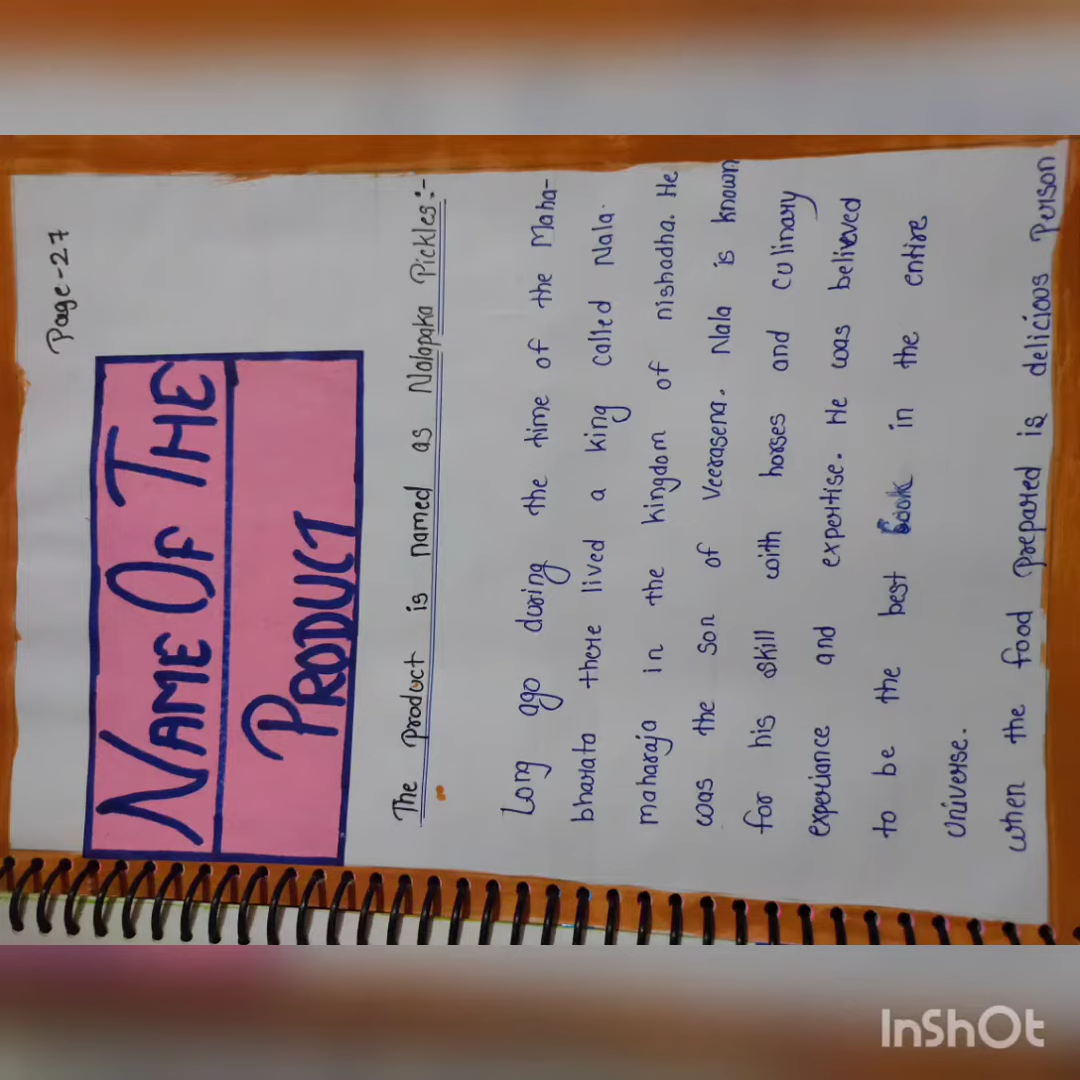 Page-27
NAME OF THE
PRODUCT
The product is named as Nalapaka Pickles:-
Long ago during the time of the Maha-
bharata there lived a king called Nala.
maharaja in the kingdom of nishadha. He
was the son of Veerasena. Nala is known
for his skill with horses and culinary
experiance and expertise. He was believed
to be the best cook in the entire
universe.
when the food prepared is delicious Person
InShOt